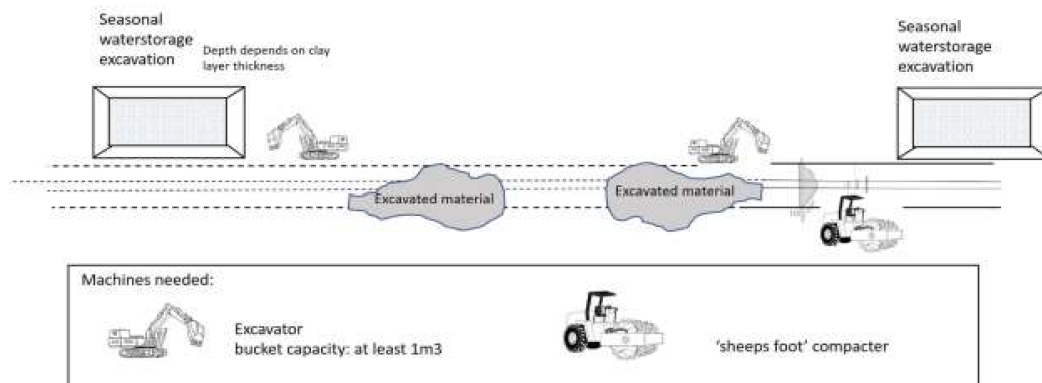 Seasonal
waterstorage
excavation
Depth depends on clay
layer thickness
Seasonal
waterstorage
excavation
Excavated material
Excavated material
Machines needed:
Excavator
bucket capacity: at least 1m3
'sheeps foot' compacter